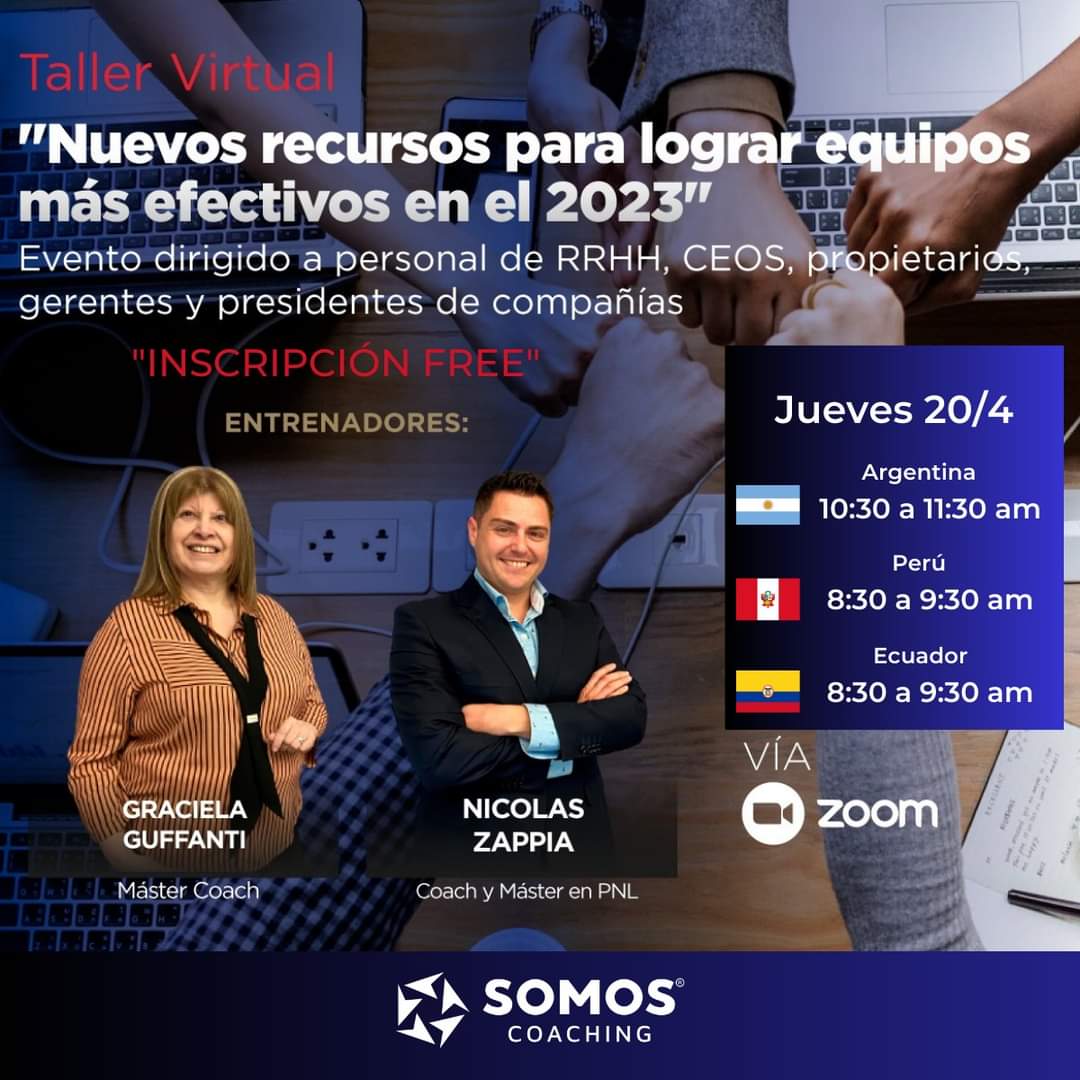 Taller Virtual
"Nuevos recursos para lograr equipos
más efectivos en el 2023"
Evento dirigido a personal de RRHH, CEOS, propietarios,
gerentes y presidentes de compañías
"INSCRIPCIÓN FREE"
ENTRENADORES:
Jueves 20/4
Argentina
10:30 a 11:30 am
Perú
8:30 a 9:30 am
Ecuador
8:30 a 9:30 am
VÍA
zoom
GRACIELA
GUFFANTI
Máster Coach
NICOLAS
ZAPPIA
Coach y Máster en PNL
SOMOS®
COACHING